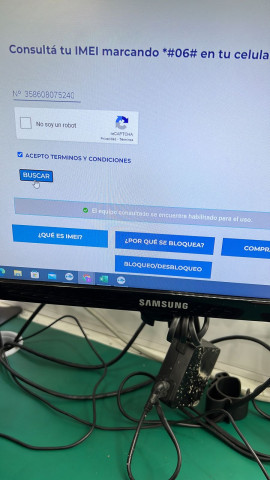 Consultá tu IMEI marcando *#06# en tu celula
Nº 358608075240
No soy un robot
reCAPTCHA
Privacidad - Términos
ACEPTO TERMINOS Y CONDICIONES
BUSCAR
El equipo consultado se encuentra habilitado para el uso.
¿QUÉ ES IMEI?
¿POR QUÉ SE BLOQUEA?
COMPR
BLOQUEO/DESBLOQUEO
SAMSUNG